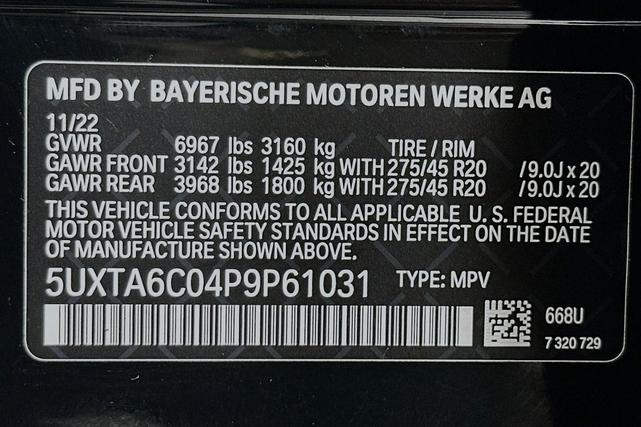 MFD BY BAYERISCHE MOTOREN WERKE AG
11/22
GVWR 6967 lbs 3160 kg TIRE / RIM
GAWR FRONT 3142 lbs 1425 kg WITH 275/45 R20 /9.0J x 20
GAWR REAR 3968 lbs 1800 kg WITH 275/45 R20 /9.0J x 20
THIS VEHICLE CONFORMS TO ALL APPLICABLE U. S. FEDERAL
MOTOR VEHICLE SAFETY STANDARDS IN EFFECT ON THE DATE
OF MANUFACTURE SHOWN ABOVE.
5UXTA6C04P9P61031 TYPE: MPV
668U
7 320 729